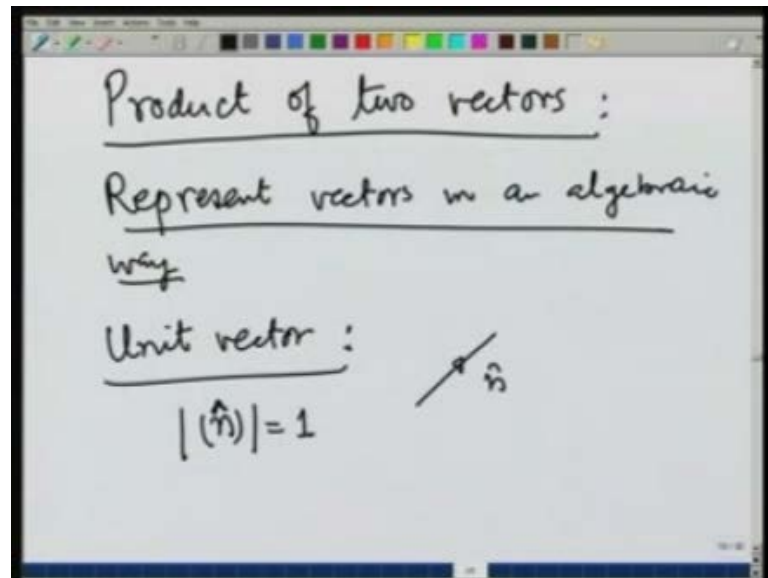 Product of two vectors :
Represent vectors in an algebraic
way
Unit vector :
n̂
|(n̂)| = 1